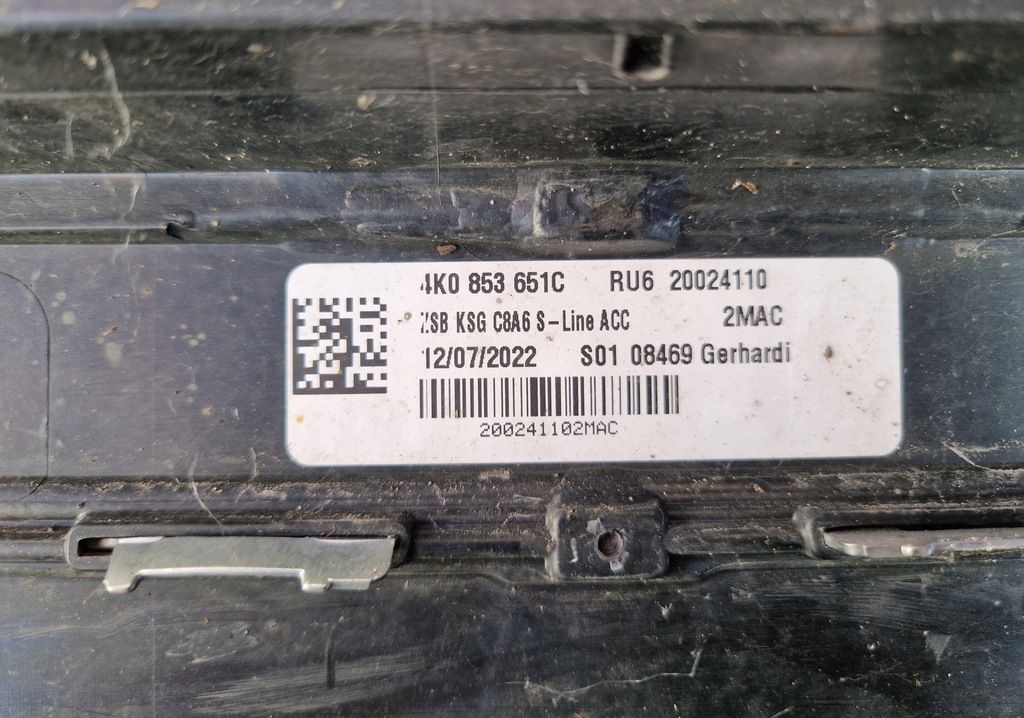 4K0 853 651C RU6 20024110
ZSB KSG C8A6 S-Line ACC 2MAC
12/07/2022 S01 08469 Gerhardi
200241102MAC